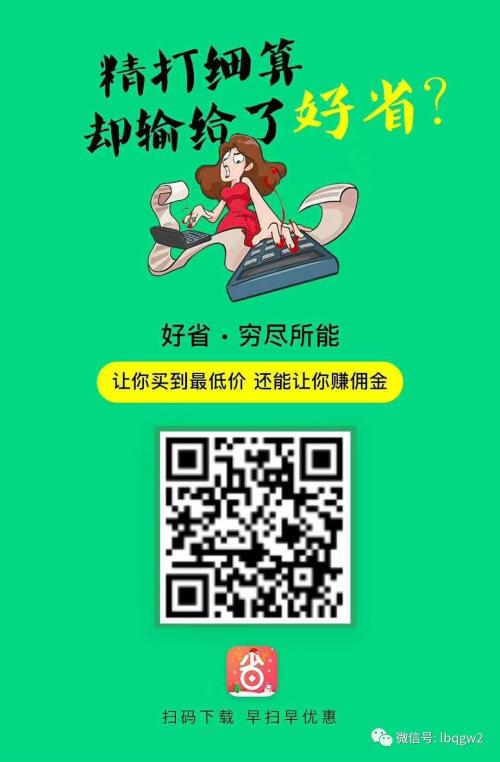 精打细算
却输给了好省？
好省·穷尽所能
让你买到最低价 还能让你赚佣金
省
扫码下载 早扫早优惠
微信号: lbqgw2